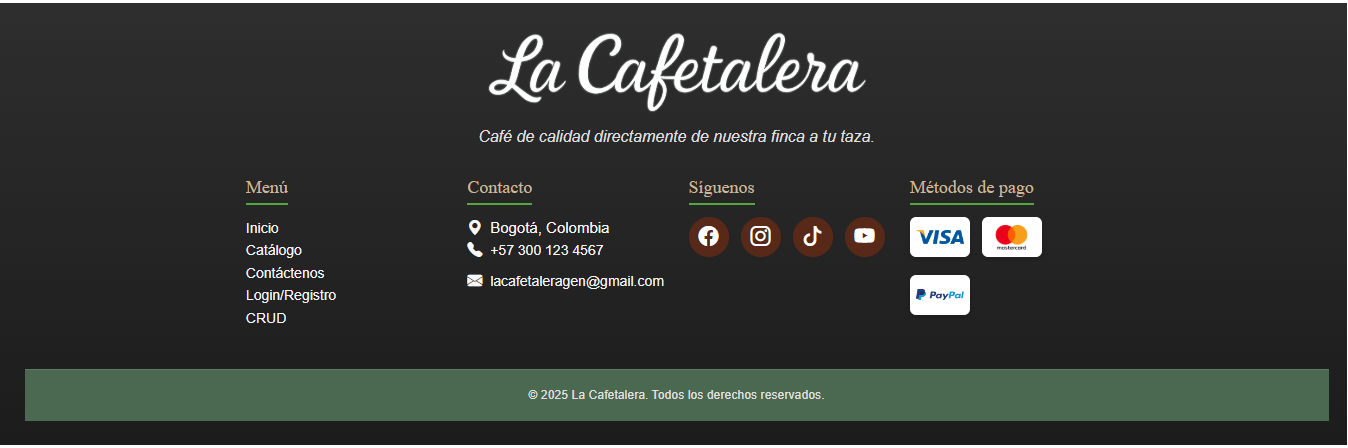 La Cafetalera
Café de calidad directamente de nuestra finca a tu taza.
Menú
Inicio
Catálogo
Contáctenos
Login/Registro
CRUD
Contacto
Bogotá, Colombia
+57 300 123 4567
lacafetaleragen@gmail.com
Síguenos
Métodos de pago
VISA
mastercard
PayPal
© 2025 La Cafetalera. Todos los derechos reservados.